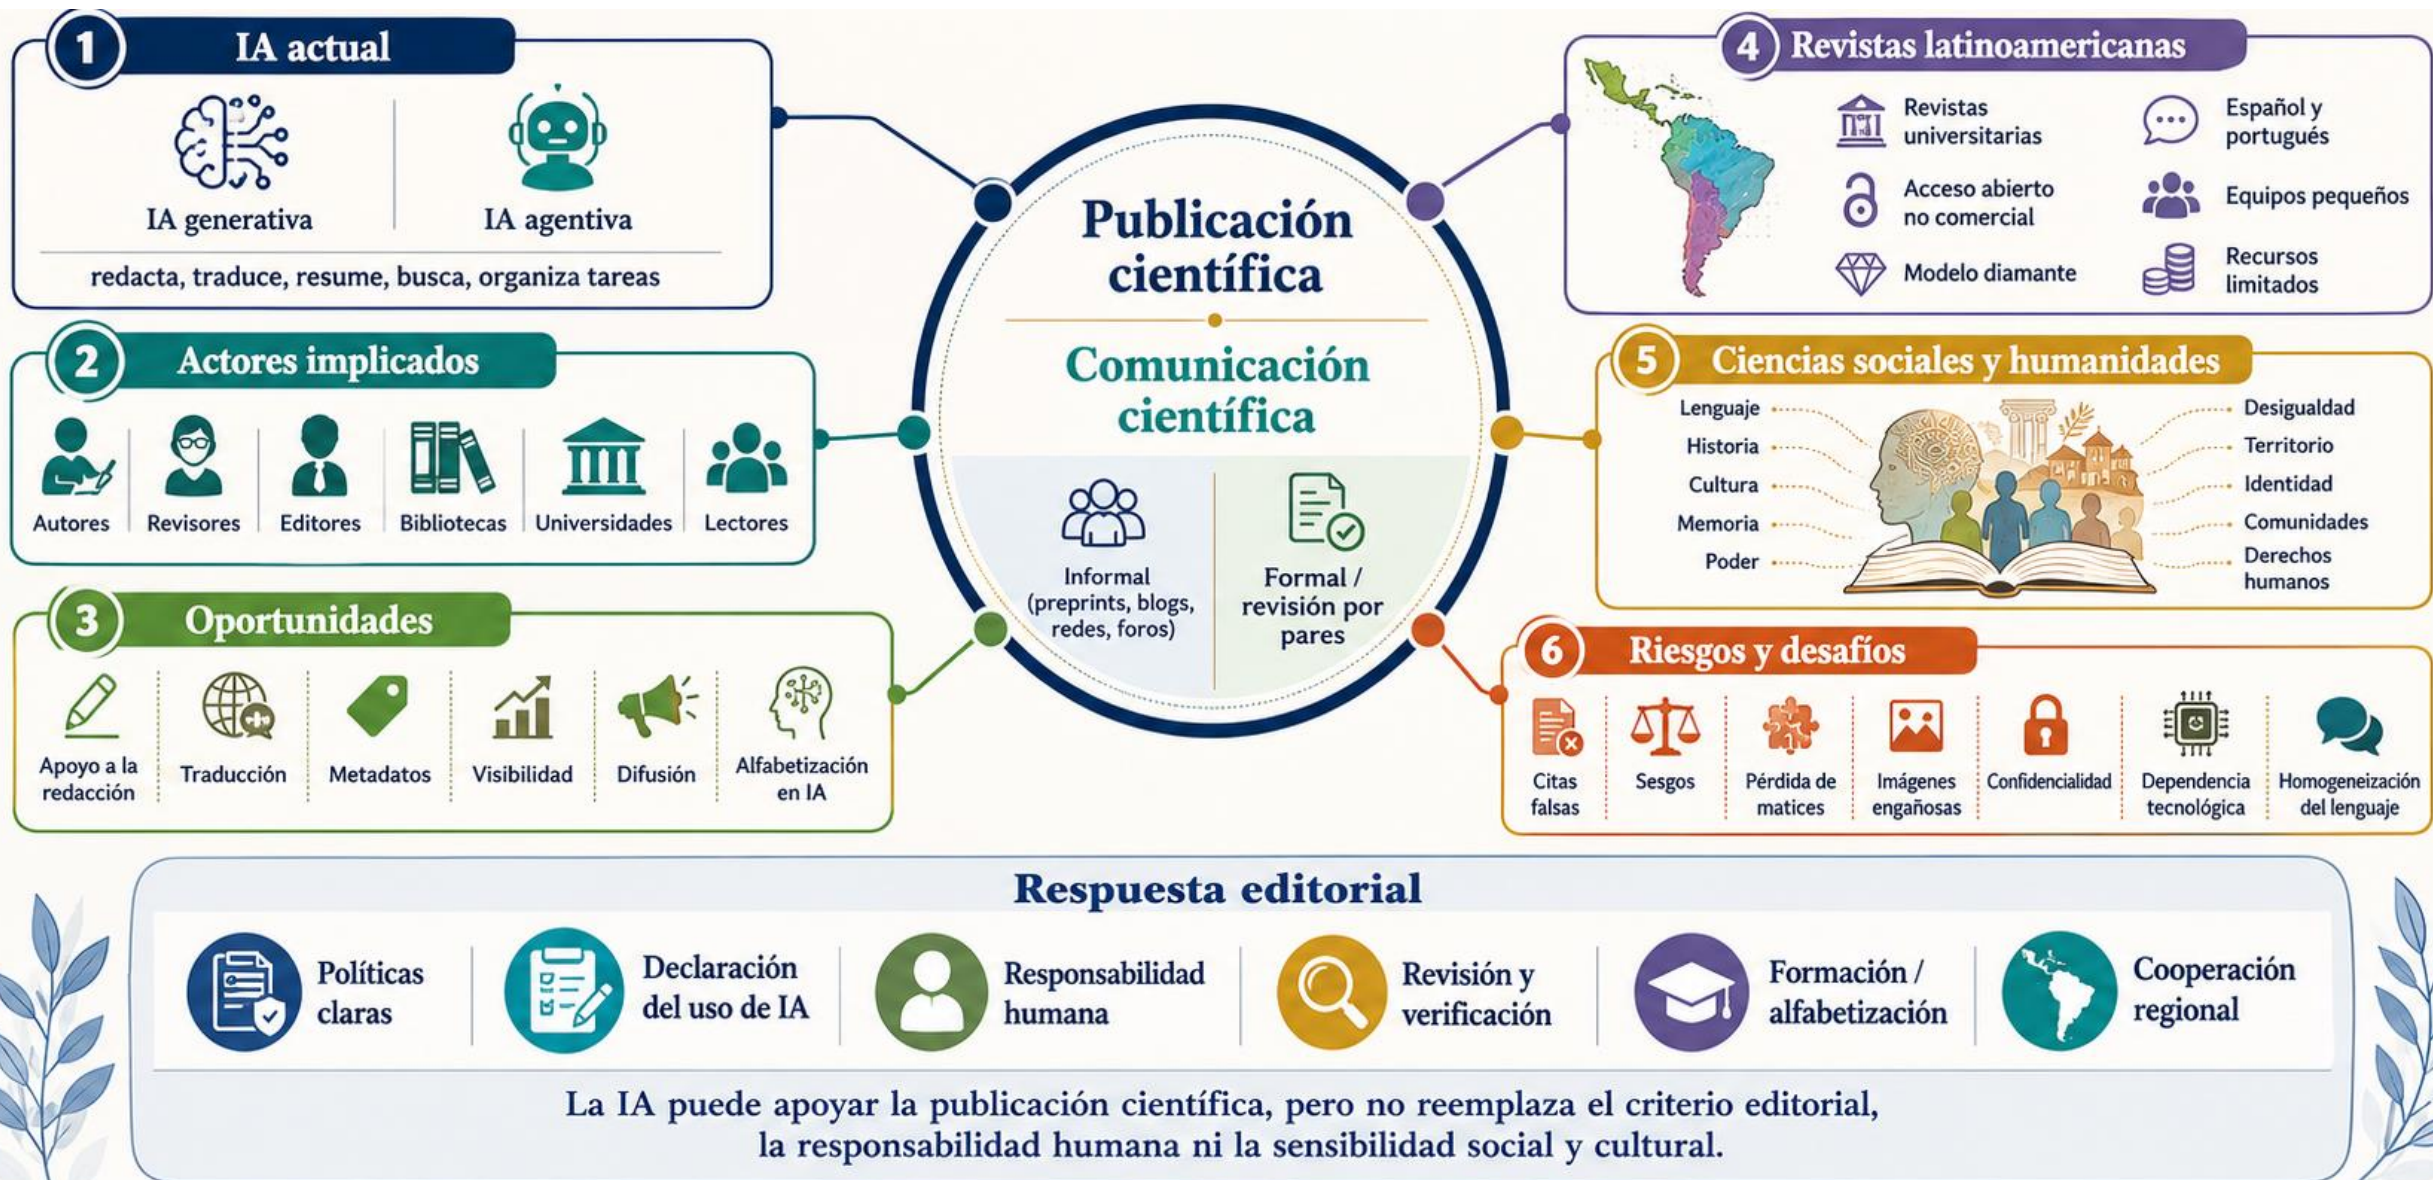 1
IA actual
IA generativa
IA agentiva
redacta, traduce, resume, busca, organiza tareas
2
Actores implicados
Autores
Revisores
Editores
Bibliotecas
Universidades
Lectores
3
Oportunidades
Apoyo a la
redacción
Traducción
Metadatos
Visibilidad
Difusión
Alfabetización
en IA
Publicación
científica
Comunicación
científica
Informal
(preprints, blogs,
redes, foros)
Formal /
revisión por
pares
4
Revistas latinoamericanas
Revistas
universitarias
Español y
portugués
Acceso abierto
no comercial
Equipos pequeños
Modelo diamante
Recursos
limitados
5
Ciencias sociales y humanidades
Lenguaje
Historia
Cultura
Memoria
Poder
Desigualdad
Territorio
Identidad
Comunidades
Derechos
humanos
6
Riesgos y desafíos
Citas
falsas
Sesgos
Pérdida de
matices
Imágenes
engañosas
Confidencialidad
Dependencia
tecnológica
Homogeneización
del lenguaje
Respuesta editorial
Políticas
claras
Declaración
del uso de IA
Responsabilidad
humana
Revisión y
verificación
Formación /
alfabetización
Cooperación
regional
La IA puede apoyar la publicación científica, pero no reemplaza el criterio editorial,
la responsabilidad humana ni la sensibilidad social y cultural.